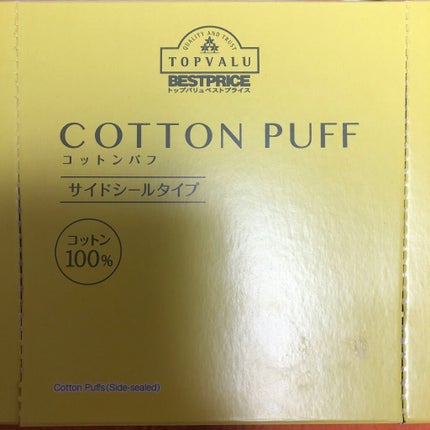 QUALITY AND TRUST
TOPVALU
BESTPRICE
トップバリュベストプライス
COTTON PUFF
コットンパフ
サイドシールタイプ
コットン
100%
Cotton Puffs(Side-sealed)